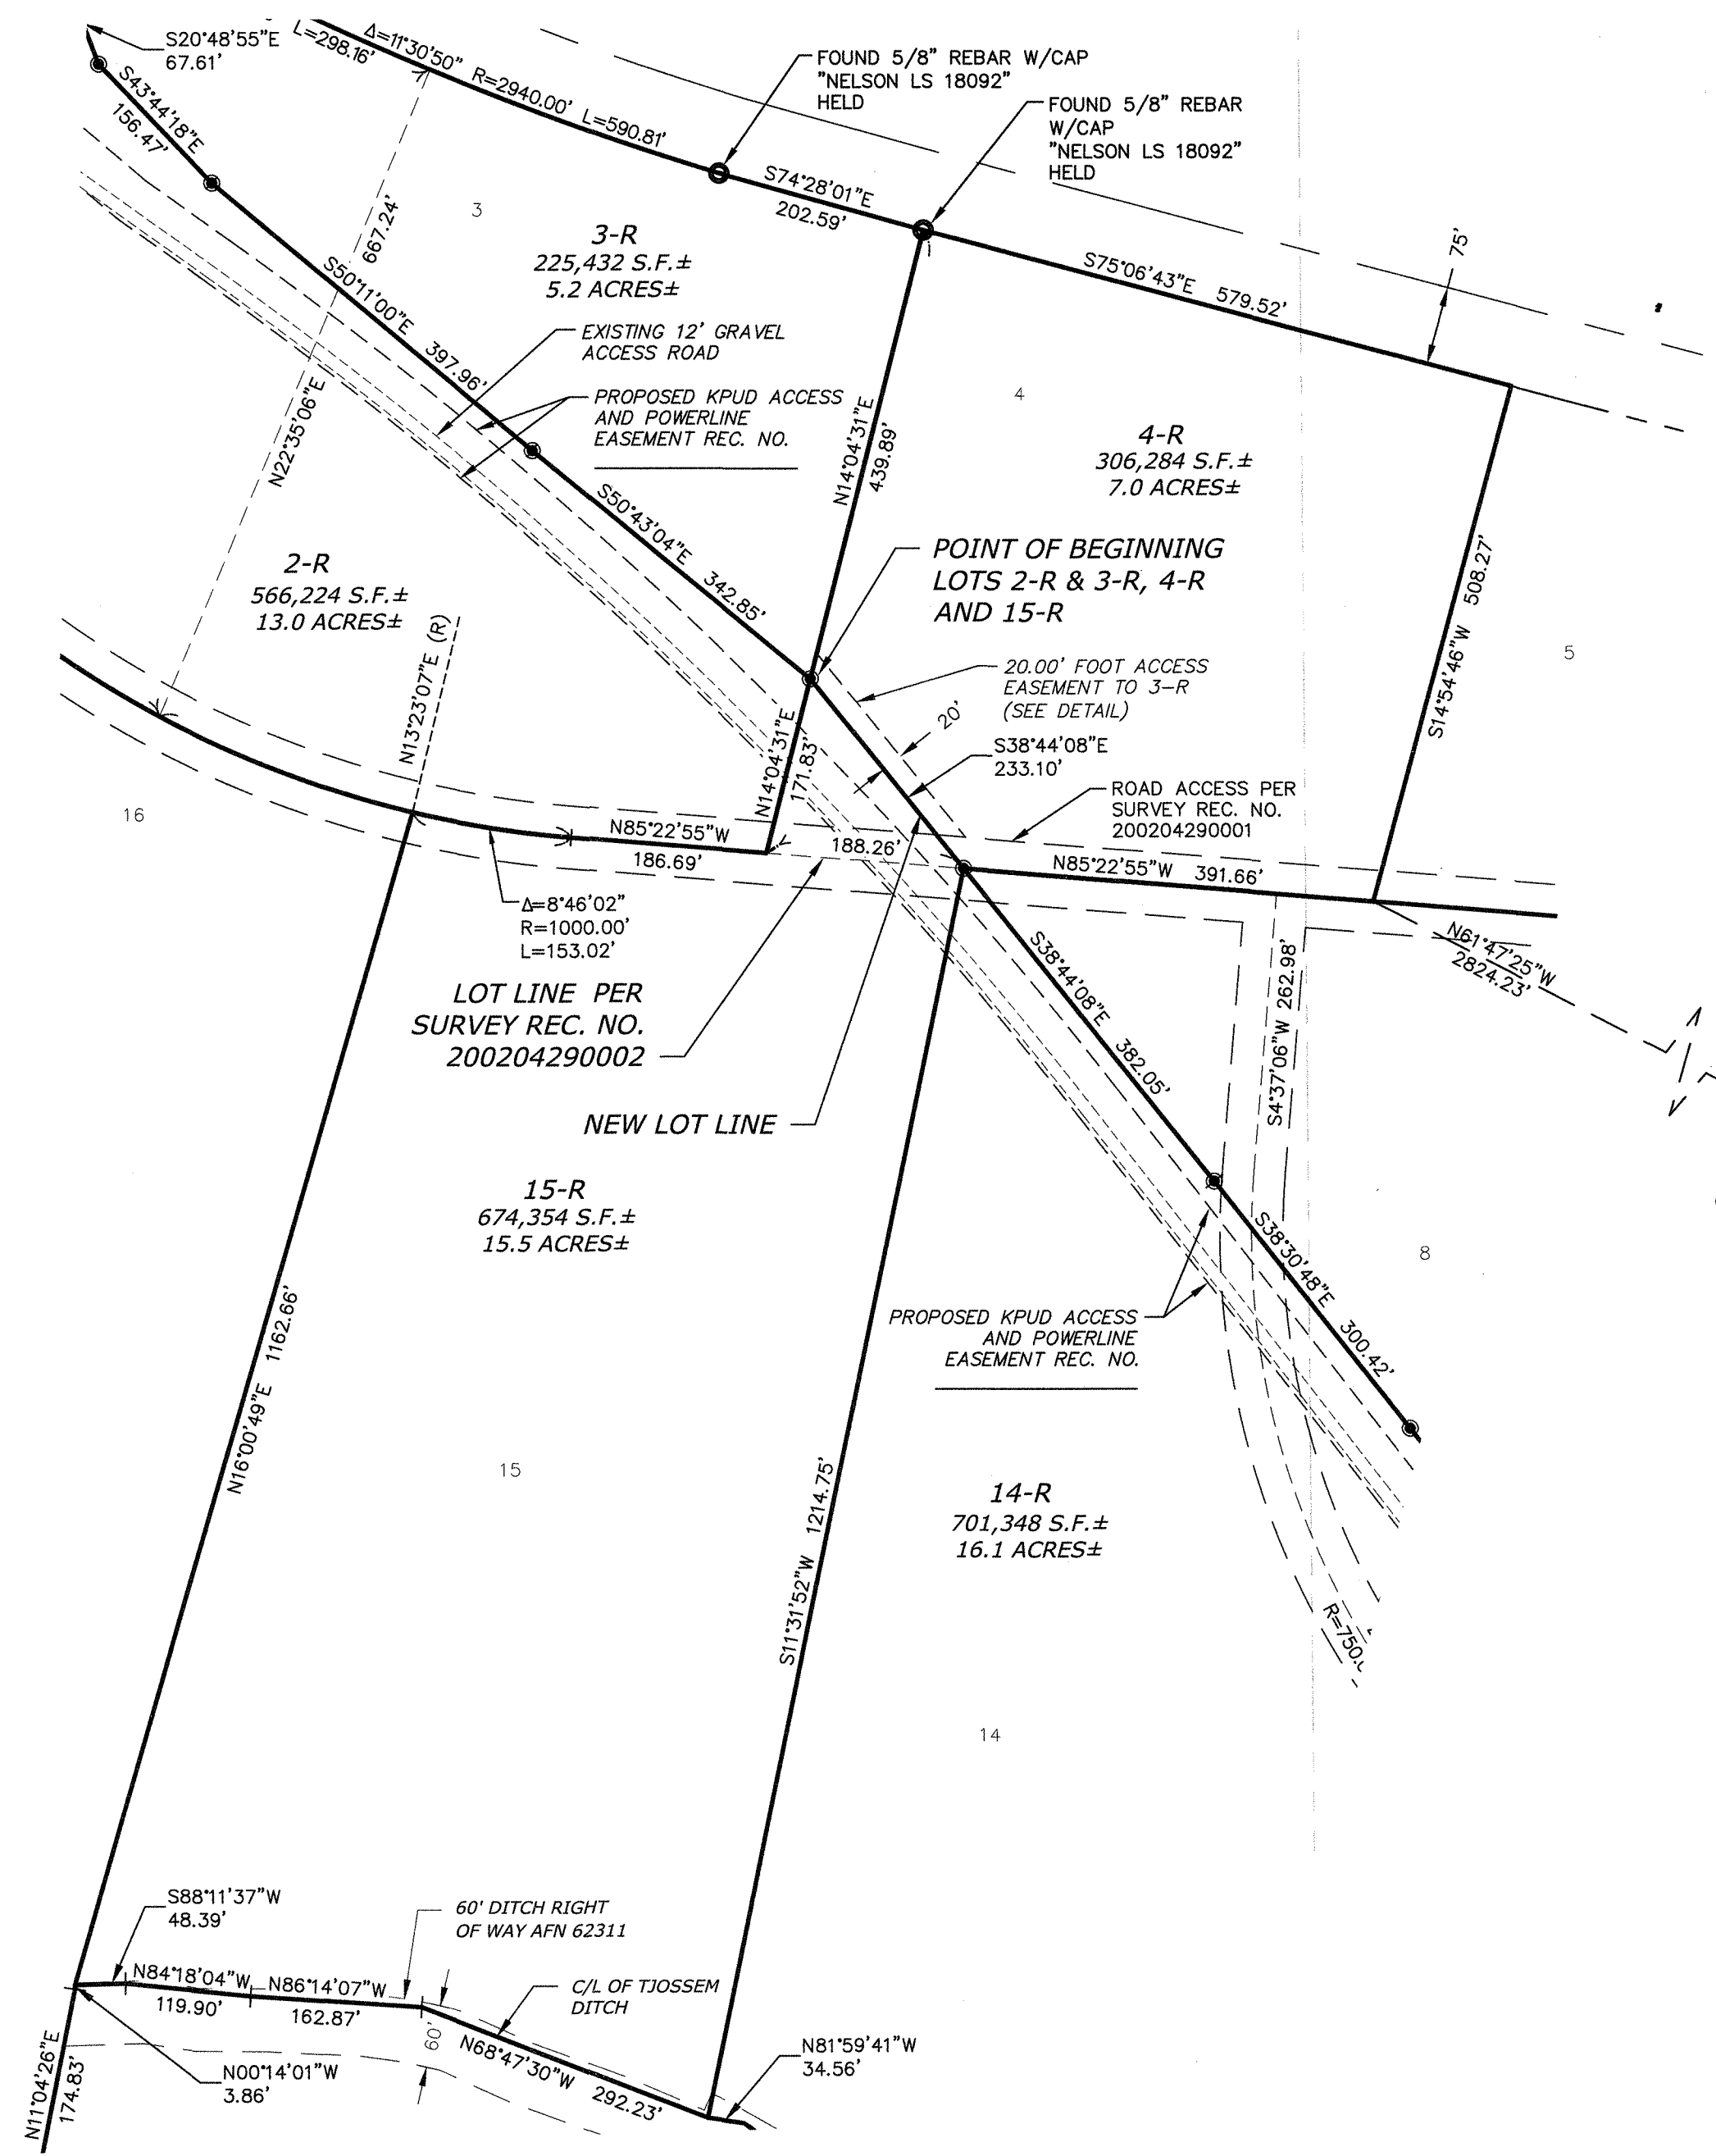 S20°48'55"E
67.61'
L=298.16'
Δ=11°30'50" R=2940.00' L=590.81'
FOUND 5/8" REBAR W/CAP
"NELSON LS 18092"
HELD
FOUND 5/8" REBAR
W/CAP
"NELSON LS 18092"
HELD
S43°44'18"E
156.47'
S74°28'01"E
202.59'
3
667.24'
3-R
225,432 S.F.±
5.2 ACRES±
75'
S75°06'43"E 579.52'
S50°11'00"E 397.96'
EXISTING 12' GRAVEL
ACCESS ROAD
PROPOSED KPUD ACCESS
AND POWERLINE
EASEMENT REC. NO.
N22°35'06"E
N14°04'31"E
439.89'
4
4-R
306,284 S.F.±
7.0 ACRES±
S50°43'04"E 342.85'
2-R
566,224 S.F.±
13.0 ACRES±
POINT OF BEGINNING
LOTS 2-R & 3-R, 4-R
AND 15-R
S14°54'46"W 508.27'
5
N13°23'07"E (R)
20.00' FOOT ACCESS
EASEMENT TO 3-R
(SEE DETAIL)
20'
N14°04'31"E
171.83'
S38°44'08"E
233.10'
ROAD ACCESS PER
SURVEY REC. NO.
200204290001
16
N85°22'55"W
186.69'
188.26'
N85°22'55"W 391.66'
Δ=8°46'02"
R=1000.00'
L=153.02'
N61°47'25"W
2824.23'
LOT LINE PER
SURVEY REC. NO.
200204290002
S38°44'08"E 382.05'
S4°37'06"W 262.98'
NEW LOT LINE
15-R
674,354 S.F.±
15.5 ACRES±
S38°30'48"E 300.42'
8
N16°00'49"E 1162.66'
PROPOSED KPUD ACCESS
AND POWERLINE
EASEMENT REC. NO.
15
S11°31'52"W 1214.75'
14-R
701,348 S.F.±
16.1 ACRES±
R=750.
14
S88°11'37"W
48.39'
60' DITCH RIGHT
OF WAY AFN 62311
N84°18'04"W
119.90'
N86°14'07"W
162.87'
C/L OF TJOSSEM
DITCH
60'
N68°47'30"W 292.23'
N81°59'41"W
34.56'
N11°04'26"E
174.83'
N00°14'01"W
3.86'